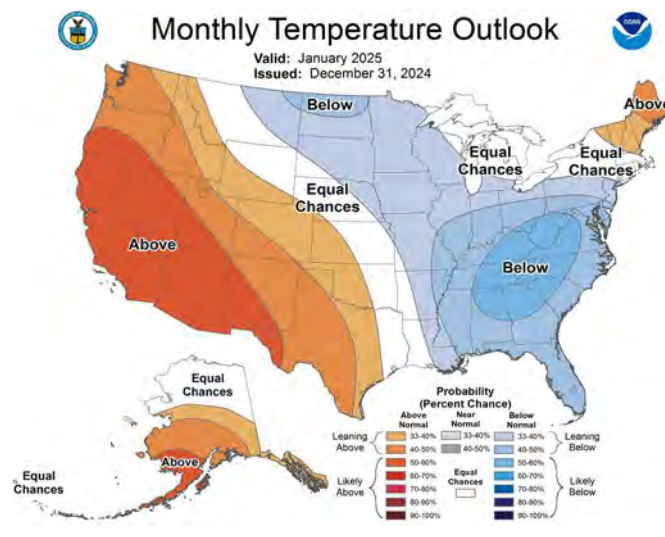 Monthly Temperature Outlook
Valid: January 2025
Issued: December 31, 2024
NOAA
Below
Above
Equal
Chances
Equal
Chances
Equal
Chances
Above
Below
Equal
Chances
Above
Equal
Chances
Probability
(Percent Chance)
Above
Normal
Near
Normal
Below
Normal
Leaning
Above
33-40%
33-40%
33-40%
Leaning
Below
40-50%
40-50%
40-50%
Likely
Above
50-60%
60-70%
70-80%
80-90%
90-100%
Equal
Chances
50-60%
60-70%
70-80%
80-90%
90-100%
Likely
Below